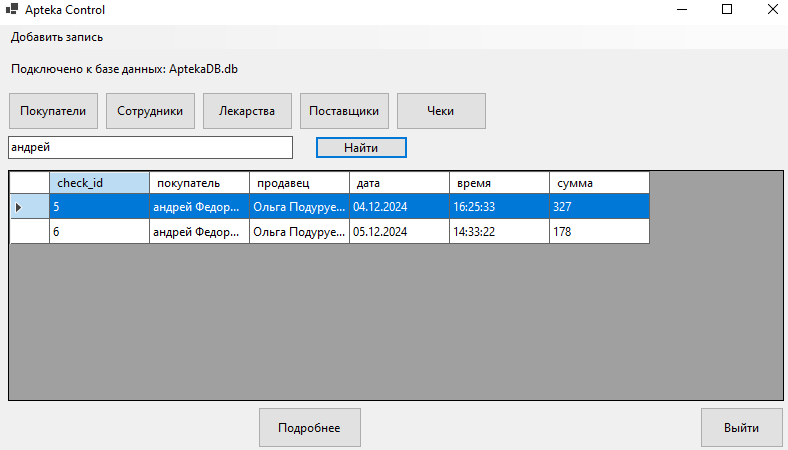 Apteka Control
Добавить запись
Подключено к базе данных: AptekaDB.db
Покупатели Сотрудники Лекарства Поставщики Чеки
андрей Найти
check_id покупатель продавец дата время сумма
5 андрей Федор... Ольга Подуруе... 04.12.2024 16:25:33 327
6 андрей Федор... Ольга Подуруе... 05.12.2024 14:33:22 178
Подробнее Выйти